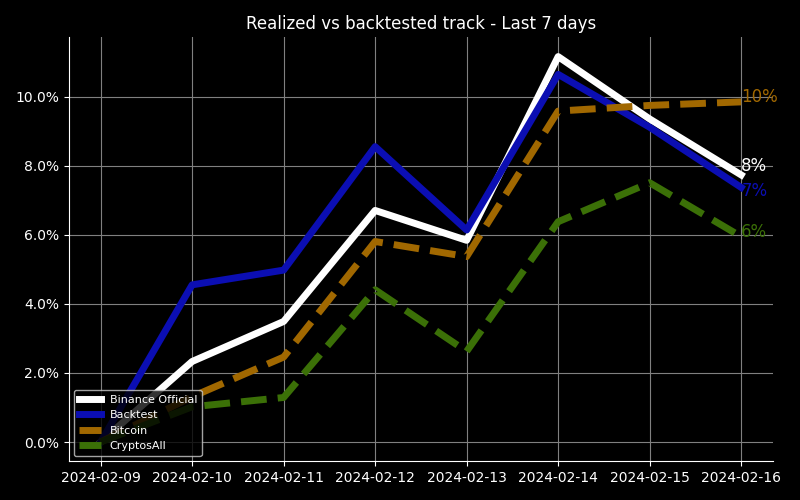 Realized vs backtested track - Last 7 days
10.0%
8.0%
6.0%
4.0%
2.0%
0.0%
10%
8%
7%
6%
Binance Official
Backtest
Bitcoin
CryptosAll
2024-02-09 2024-02-10 2024-02-11 2024-02-12 2024-02-13 2024-02-14 2024-02-15 2024-02-16